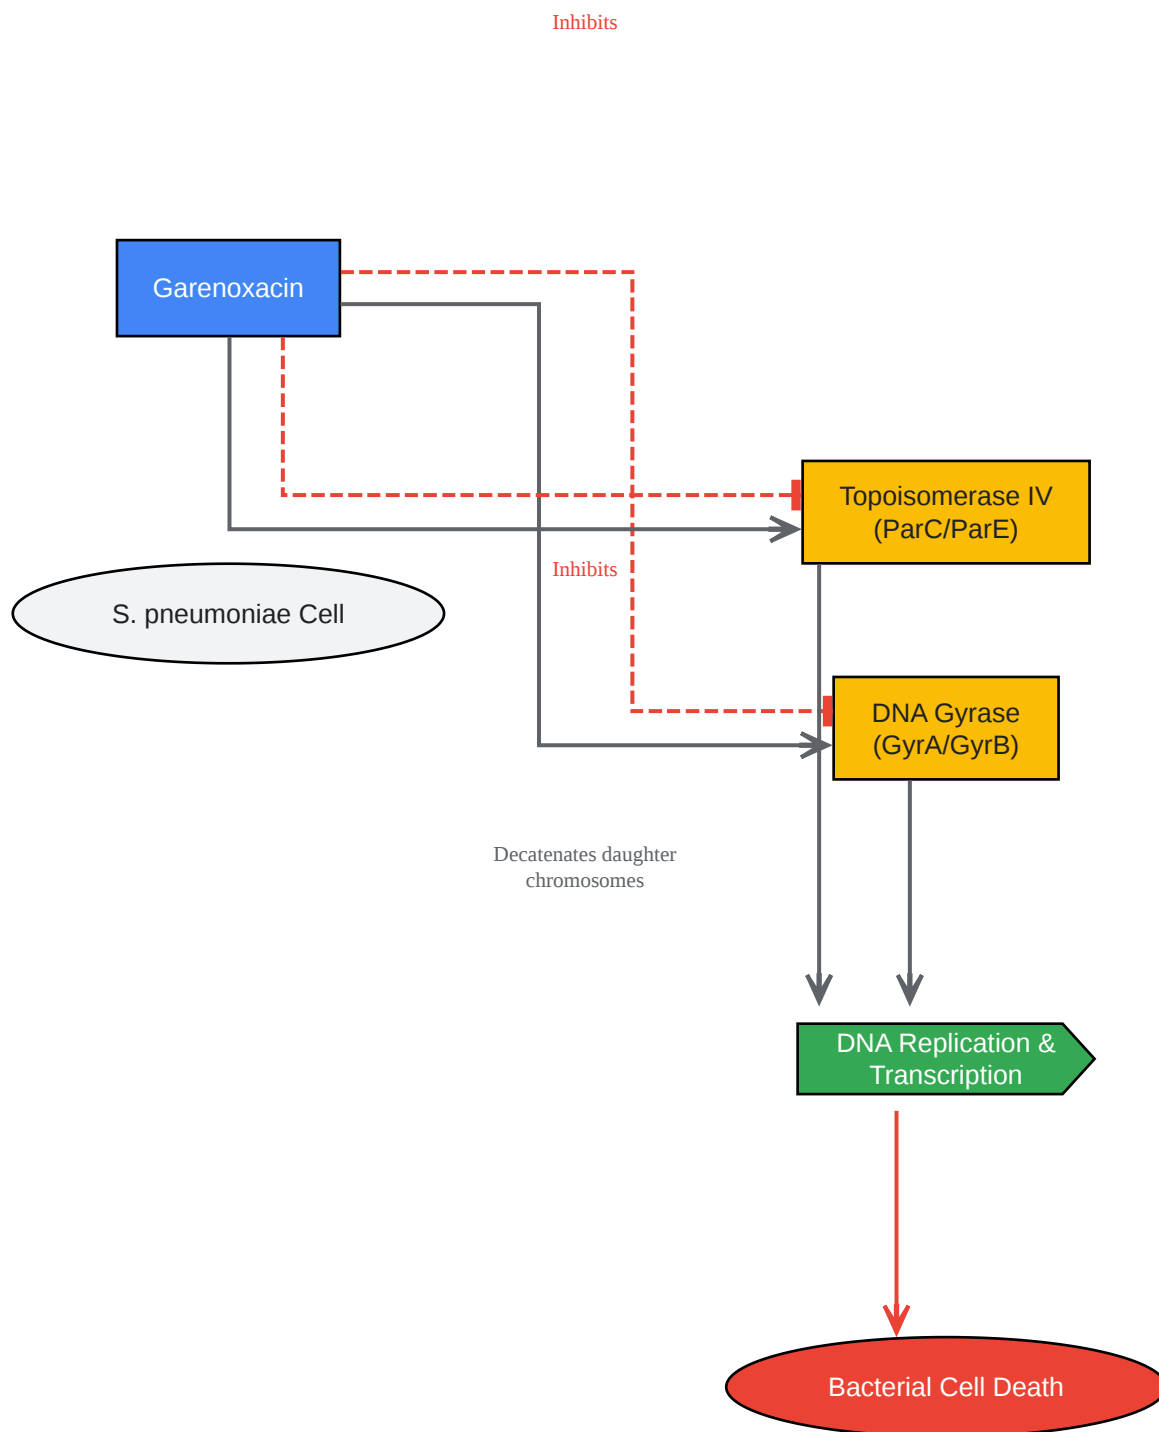 Inhibits
Garenoxacin
Topoisomerase IV
(ParC/ParE)
Inhibits
S. pneumoniae Cell
DNA Gyrase
(GyrA/GyrB)
Decatenates daughter
chromosomes
DNA Replication &
Transcription
Bacterial Cell Death